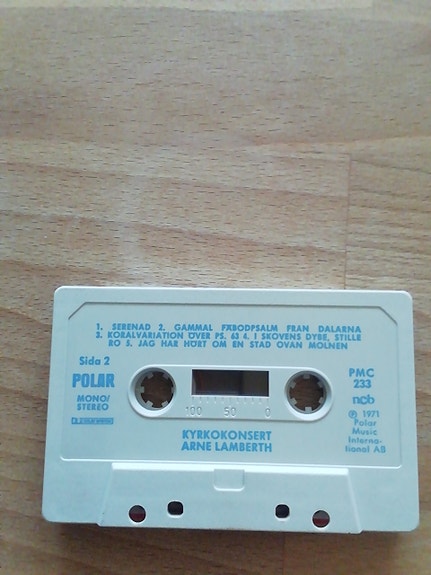 1. SERENAD 2. GAMMAL FÄBODPSALM FRÅN DALARNA
3. KORALVARIATION ÖVER PS. 63 4. I SKOVENS DYBE, STILLE
RO 5. JAG HAR HÖRT OM EN STAD OVAN MOLNEN
Sida 2
POLAR
MONO/
STEREO
PMC
233
ncb
100 50 0
℗ 1971
Polar
Music
Interna-
tional AB
KYRKOKONSERT
ARNE LAMBERTH